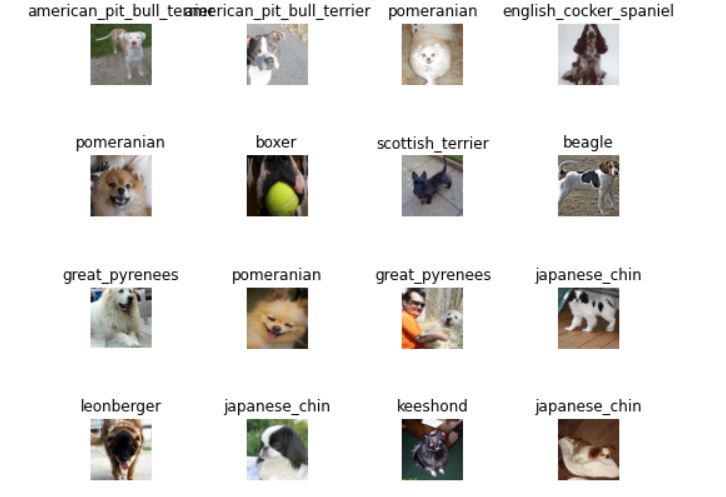 american_pit_bull_terrier
american_pit_bull_terrier
pomeranian
english_cocker_spaniel
pomeranian
boxer
scottish_terrier
beagle
great_pyrenees
pomeranian
great_pyrenees
japanese_chin
leonberger
japanese_chin
keeshond
japanese_chin